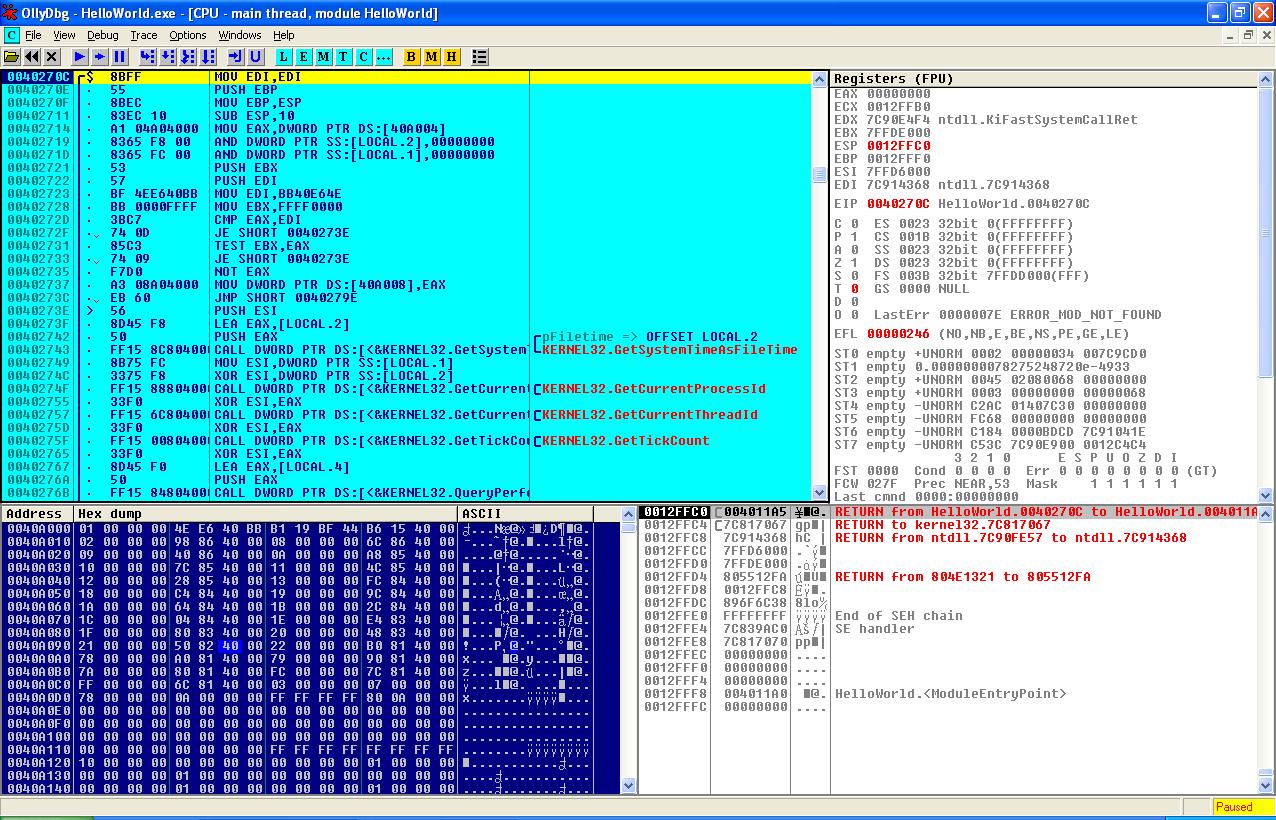 OllyDbg - HelloWorld.exe - [CPU - main thread, module HelloWorld]
C File View Debug Trace Options Windows Help
L E M T C ... B M H
0040270C $ 8BFF MOV EDI,EDI
0040270E . 55 PUSH EBP
0040270F . 8BEC MOV EBP,ESP
00402711 . 83EC 10 SUB ESP,10
00402714 . A1 04A04000 MOV EAX,DWORD PTR DS:[40A004]
00402719 . 8365 F8 00 AND DWORD PTR SS:[LOCAL.2],00000000
0040271D . 8365 FC 00 AND DWORD PTR SS:[LOCAL.1],00000000
00402721 . 53 PUSH EBX
00402722 . 57 PUSH EDI
00402723 . BF 4EE640BB MOV EDI,BB40E64E
00402728 . BB 0000FFFF MOV EBX,FFFF0000
0040272D . 3BC7 CMP EAX,EDI
0040272F . 74 0D JE SHORT 0040273E
00402731 . 85C3 TEST EBX,EAX
00402733 . 74 09 JE SHORT 0040273E
00402735 . F7D0 NOT EAX
00402737 . A3 08A04000 MOV DWORD PTR DS:[40A008],EAX
0040273C . EB 60 JMP SHORT 0040279E
0040273E > 56 PUSH ESI
0040273F . 8D45 F8 LEA EAX,[LOCAL.2]
00402742 . 50 PUSH EAX pFiletime => OFFSET LOCAL.2
00402743 . FF15 8C80400 CALL DWORD PTR DS:[<&KERNEL32.GetSystem KERNEL32.GetSystemTimeAsFileTime
00402749 . 8B75 FC MOV ESI,DWORD PTR SS:[LOCAL.1]
0040274C . 3375 F8 XOR ESI,DWORD PTR SS:[LOCAL.2]
0040274F . FF15 8880400 CALL DWORD PTR DS:[<&KERNEL32.GetCurren KERNEL32.GetCurrentProcessId
00402755 . 33F0 XOR ESI,EAX
00402757 . FF15 6C80400 CALL DWORD PTR DS:[<&KERNEL32.GetCurren KERNEL32.GetCurrentThreadId
0040275D . 33F0 XOR ESI,EAX
0040275F . FF15 0080400 CALL DWORD PTR DS:[<&KERNEL32.GetTickCou KERNEL32.GetTickCount
00402765 . 33F0 XOR ESI,EAX
00402767 . 8D45 F0 LEA EAX,[LOCAL.4]
0040276A . 50 PUSH EAX
0040276B . FF15 8480400 CALL DWORD PTR DS:[<&KERNEL32.QueryPerf
Registers (FPU)
EAX 00000000
ECX 0012FFB0
EDX 7C90E4F4 ntdll.KiFastSystemCallRet
EBX 7FFDE000
ESP 0012FFC0
EBP 0012FFF0
ESI 7FFD6000
EDI 7C914368 ntdll.7C914368
EIP 0040270C HelloWorld.0040270C
C 0 ES 0023 32bit 0(FFFFFFFF)
P 1 CS 001B 32bit 0(FFFFFFFF)
A 0 SS 0023 32bit 0(FFFFFFFF)
Z 1 DS 0023 32bit 0(FFFFFFFF)
S 0 FS 003B 32bit 7FFDD000(FFF)
T 0 GS 0000 NULL
D 0
O 0 LastErr 0000007E ERROR_MOD_NOT_FOUND
EFL 00000246 (NO,NB,E,BE,NS,PE,GE,LE)
ST0 empty +UNORM 0002 00000034 007C9CD0
ST1 empty 0.0000000078275248720e-4933
ST2 empty +UNORM 0045 02080068 00000000
ST3 empty +UNORM 0003 00000000 00000068
ST4 empty -UNORM C2AC 01407C30 00000000
ST5 empty -UNORM FC68 00000000 00000000
ST6 empty -UNORM C184 0000BDCD 7C91041E
ST7 empty -UNORM C53C 7C90E900 0012C4C4
3 2 1 0 E S P U O Z D I
FST 0000 Cond 0 0 0 0 Err 0 0 0 0 0 0 0 0 (GT)
FCW 027F Prec NEAR,53 Mask 1 1 1 1 1 1
Last cmnd 0000:00000000
Address Hex dump ASCII
0040A000 01 00 00 00 4E E6 40 BB B1 19 BF 44 B6 15 40 00
0040A010 02 00 00 00 98 86 40 00 08 00 00 00 6C 86 40 00
0040A020 09 00 00 00 40 86 40 00 0A 00 00 00 A8 85 40 00
0040A030 10 00 00 00 7C 85 40 00 11 00 00 00 4C 85 40 00
0040A040 12 00 00 00 28 85 40 00 13 00 00 00 FC 84 40 00
0040A050 18 00 00 00 C4 84 40 00 19 00 00 00 9C 84 40 00
0040A060 1A 00 00 00 64 84 40 00 1B 00 00 00 2C 84 40 00
0040A070 1C 00 00 00 04 84 40 00 1E 00 00 00 E4 83 40 00
0040A080 1F 00 00 00 80 83 40 00 20 00 00 00 48 83 40 00
0040A090 21 00 00 00 50 82 40 00 22 00 00 00 B0 81 40 00
0040A0A0 78 00 00 00 A0 81 40 00 79 00 00 00 90 81 40 00
0040A0B0 7A 00 00 00 80 81 40 00 FC 00 00 00 7C 81 40 00
0040A0C0 FF 00 00 00 6C 81 40 00 03 00 00 00 07 00 00 00
0040A0D0 78 00 00 00 0A 00 00 00 FF FF FF FF 80 0A 00 00
0040A0E0 00 00 00 00 00 00 00 00 00 00 00 00 00 00 00 00
0040A0F0 00 00 00 00 00 00 00 00 00 00 00 00 00 00 00 00
0040A100 00 00 00 00 00 00 00 00 00 00 00 00 00 00 00 00
0040A110 00 00 00 00 00 00 00 00 FF FF FF FF FF FF FF FF
0040A120 10 00 00 00 00 00 00 00 00 00 00 00 01 00 00 00
0040A130 00 00 00 00 01 00 00 00 00 00 00 00 00 00 00 00
0040A140 00 00 00 00 01 00 00 00 00 00 00 00 01 00 00 00
0012FFC0 004011A5 RETURN from HelloWorld.0040270C to HelloWorld.004011A
0012FFC4 7C817067 RETURN to kernel32.7C817067
0012FFC8 7C914368 RETURN from ntdll.7C90FE57 to ntdll.7C914368
0012FFCC 7FFD6000
0012FFD0 7FFDE000
0012FFD4 805512FA RETURN from 804E1321 to 805512FA
0012FFD8 0012FFC8
0012FFDC 896F6C38
0012FFE0 FFFFFFFF End of SEH chain
0012FFE4 7C839AC0 SE handler
0012FFE8 7C817070
0012FFEC 00000000
0012FFF0 00000000
0012FFF4 00000000
0012FFF8 004011A0 HelloWorld.<ModuleEntryPoint>
0012FFFC 00000000
Paused